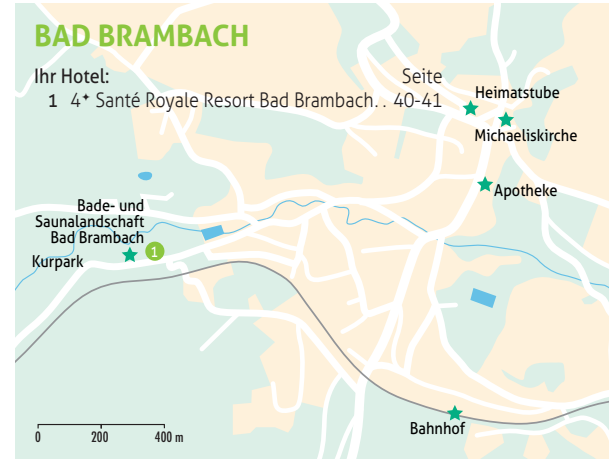 BAD BRAMBACH
Ihr Hotel: Seite
1 4✦ Santé Royale Resort Bad Brambach. . 40-41
Heimatstube
Michaeliskirche
Apotheke
Bade- und
Saunalandschaft
Bad Brambach
1
Kurpark
Bahnhof
0 200 400 m